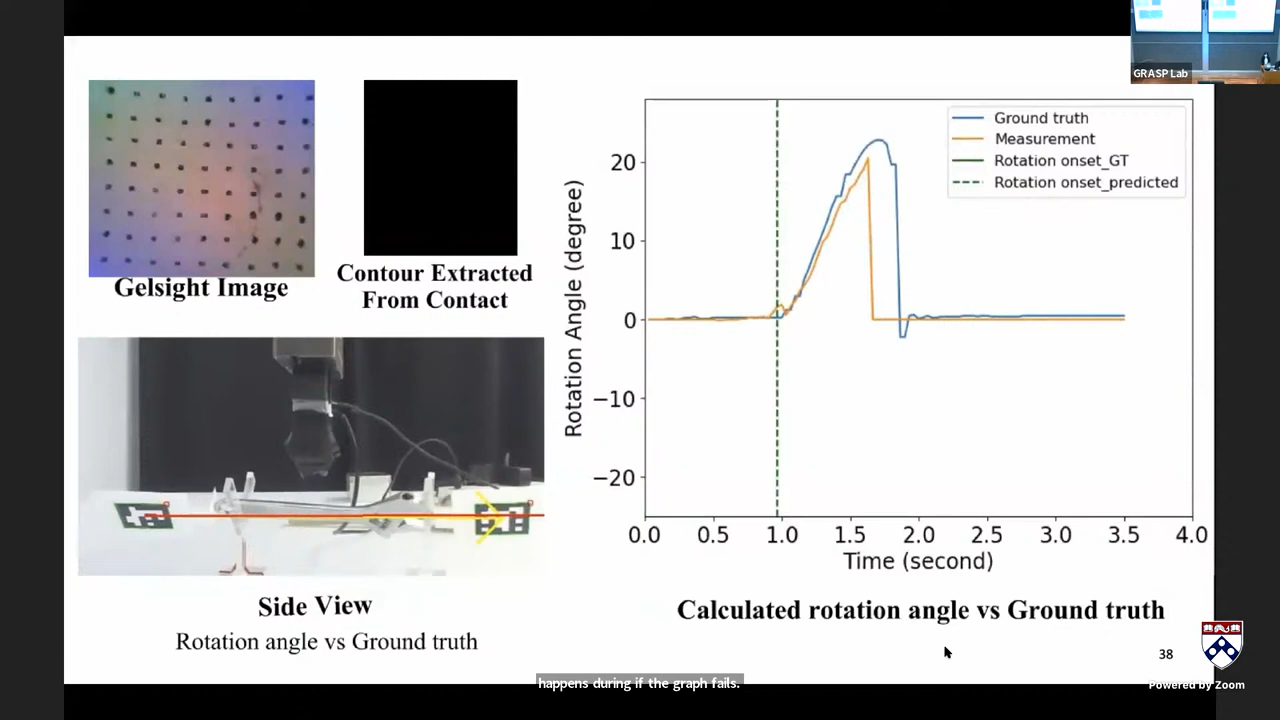 GRASP Lab
Gelsight Image
Contour Extracted
From Contact
Side View
Rotation angle vs Ground truth
Rotation Angle (degree)
20
10
0
−10
−20
0.0 0.5 1.0 1.5 2.0 2.5 3.0 3.5 4.0
Time (second)
Ground truth
Measurement
Rotation onset_GT
Rotation onset_predicted
Calculated rotation angle vs Ground truth
38
happens during if the graph fails.
Powered by Zoom